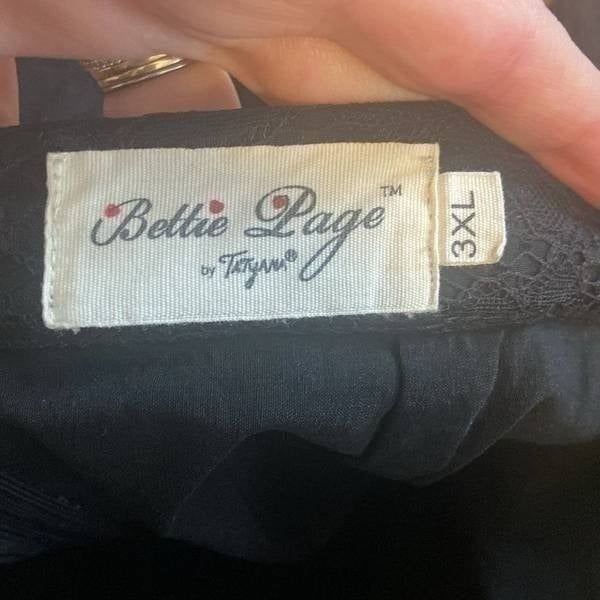 Bettie Page™
by TATyANA®
3XL